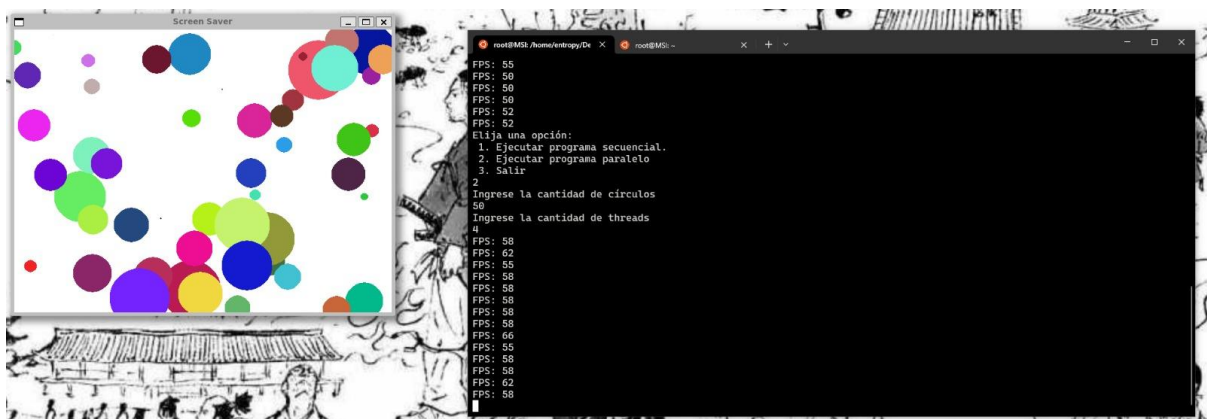 Screen Saver
root@MSI: /home/entropy/De
root@MSI: ~
FPS: 55
FPS: 50
FPS: 50
FPS: 50
FPS: 52
FPS: 52
Elija una opción:
1. Ejecutar programa secuencial.
2. Ejecutar programa paralelo
3. Salir
2
Ingrese la cantidad de círculos
50
Ingrese la cantidad de threads
4
FPS: 58
FPS: 62
FPS: 55
FPS: 58
FPS: 58
FPS: 58
FPS: 58
FPS: 58
FPS: 66
FPS: 55
FPS: 58
FPS: 58
FPS: 62
FPS: 58